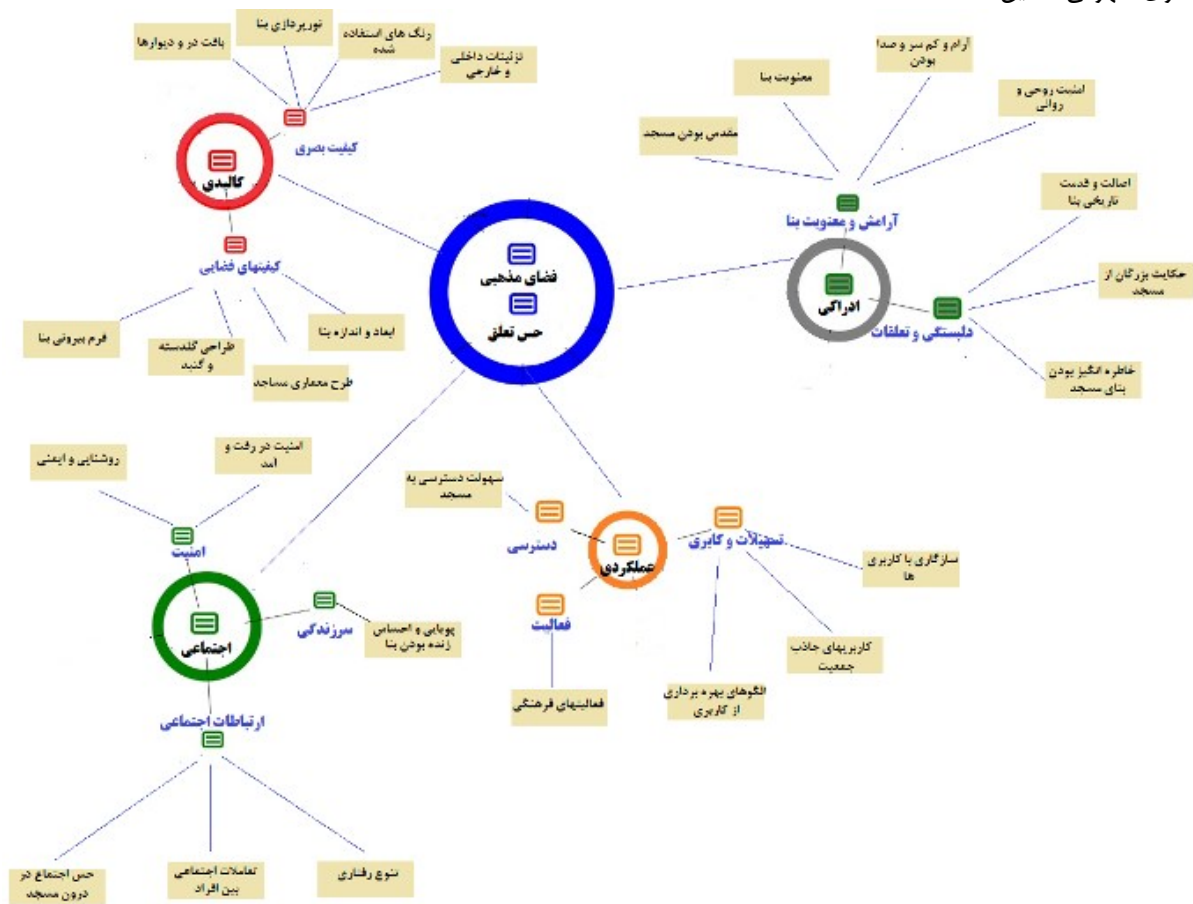 بافت در و دیوارها
نورپردازی بنا
رنگ های استفاده
شده
تزئینات داخلی
و خارجی
کیفیت بصری
کالبدی
کیفیتهای فضایی
فرم بیرونی بنا
طراحی گلدسته
و گنبد
طرح معماری مساجد
ابعاد و اندازه بنا
فضای مذهبی
حس تعلق
آرام و کم سر و صدا
بودن
معنویت بنا
امنیت روحی و
روانی
مقدس بودن مسجد
آرامش و معنویت بنا
ادراکی
دلبستگی و تعلقات
اصالت و قدمت
تاریخی بنا
حکایت بزرگان از
مسجد
خاطره انگیز بودن
بنای مسجد
روشنایی و ایمنی
امنیت در رفت و
آمد
امنیت
اجتماعی
سرزندگی
پویایی و احساس
زنده بودن بنا
ارتباطات اجتماعی
حس اجتماع در
درون مسجد
تعاملات اجتماعی
بین افراد
تنوع رفتاری
سهولت دسترسی به
مسجد
دسترسی
عملکردی
تسهیلات و کابری
فعالیت
فعالیتهای فرهنگی
سازگاری با کاربری
ها
کاربریهای جاذب
جمعیت
الگوهای بهره برداری
از کاربری